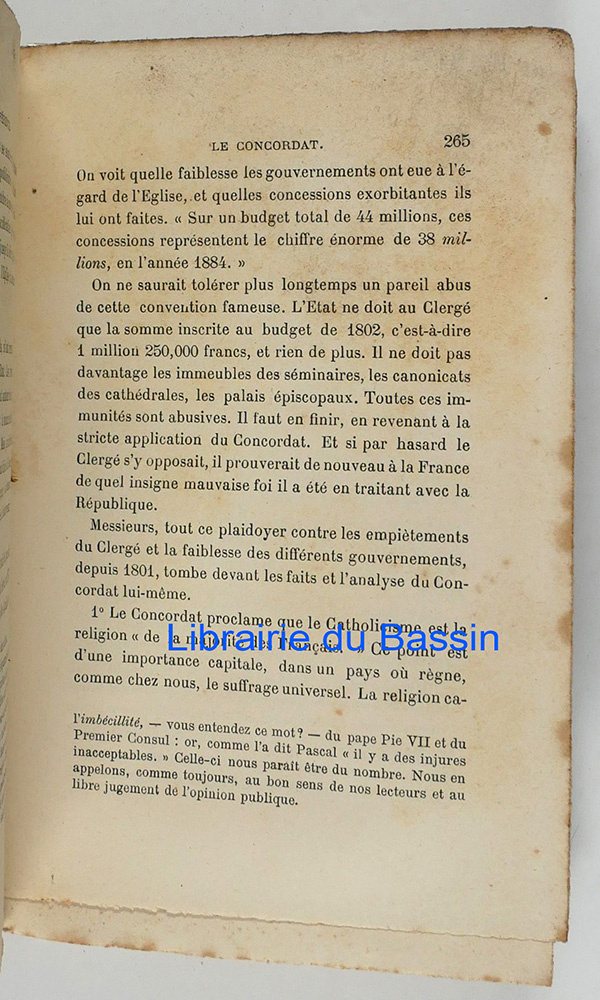 LE CONCORDAT.
265
On voit quelle faiblesse les gouvernements ont eue à l'é-
gard de l'Eglise, et quelles concessions exorbitantes ils
lui ont faites. « Sur un budget total de 44 millions, ces
concessions représentent le chiffre énorme de 38 mil-
lions, en l'année 1884. »
On ne saurait tolérer plus longtemps un pareil abus
de cette convention fameuse. L'Etat ne doit au Clergé
que la somme inscrite au budget de 1802, c'est-à-dire
1 million 250,000 francs, et rien de plus. Il ne doit pas
davantage les immeubles des séminaires, les canonicats
des cathédrales, les palais épiscopaux. Toutes ces im-
munités sont abusives. Il faut en finir, en revenant à la
stricte application du Concordat. Et si par hasard le
Clergé s'y opposait, il prouverait de nouveau à la France
de quel insigne mauvaise foi il a été en traitant avec la
République.
Messieurs, tout ce plaidoyer contre les empiètements
du Clergé et la faiblesse des différents gouvernements,
depuis 1801, tombe devant les faits et l'analyse du Con-
cordat lui-même.
1° Le Concordat proclame que le Catholicisme est la
religion « de la majorité des Français. » Ce point est
d'une importance capitale, dans un pays où règne,
comme chez nous, le suffrage universel. La religion ca-
l'imbécillité, — vous entendez ce mot? — du pape Pie VII et du
Premier Consul : or, comme l'a dit Pascal « il y a des injures
inacceptables. » Celle-ci nous paraît être du nombre. Nous en
appelons, comme toujours, au bon sens de nos lecteurs et au
libre jugement de l'opinion publique.
Librairie du Bassin